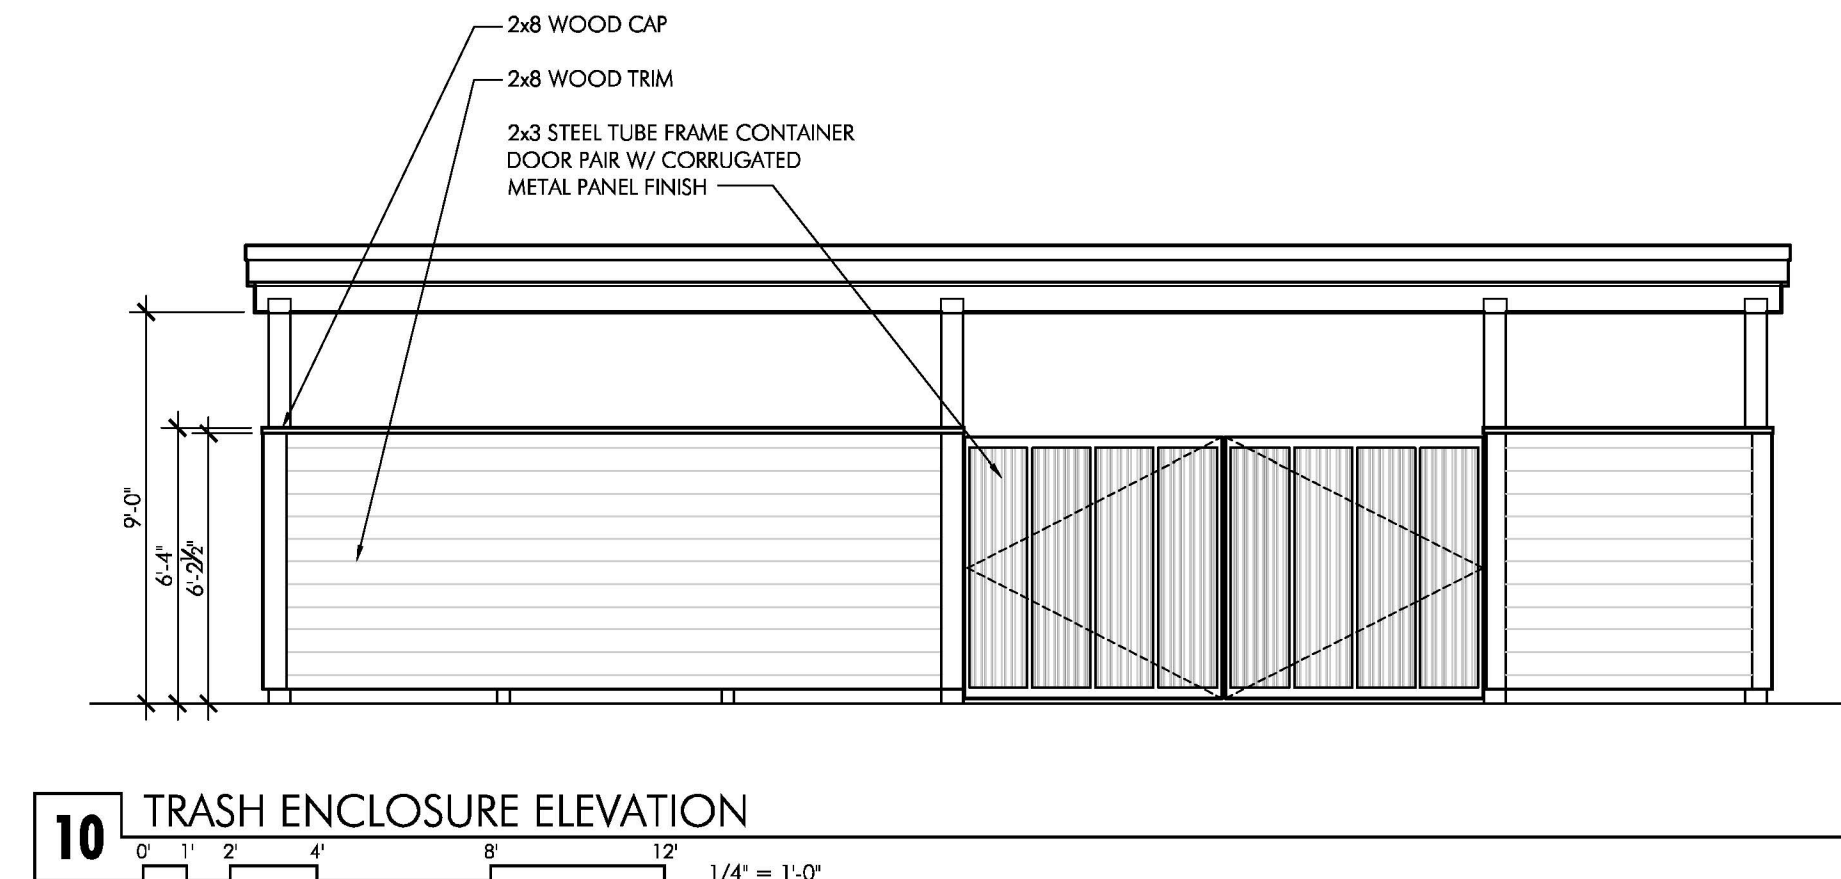 2x8 WOOD CAP
2x8 WOOD TRIM
2x3 STEEL TUBE FRAME CONTAINER
DOOR PAIR W/ CORRUGATED
METAL PANEL FINISH
9'-0"
6'-4"
6'-2½"
10
TRASH ENCLOSURE ELEVATION
0' 1' 2' 4' 8' 12'
1/4" = 1'-0"